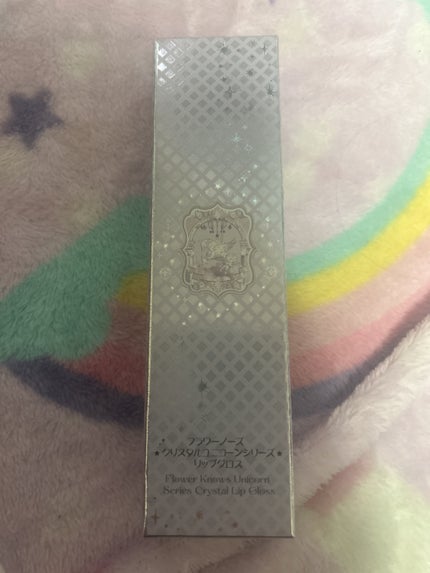 フラワーノーズ
★クリスタルユニコーンシリーズ★
リップグロス
Flower Knows Unicorn
Series Crystal Lip Gloss